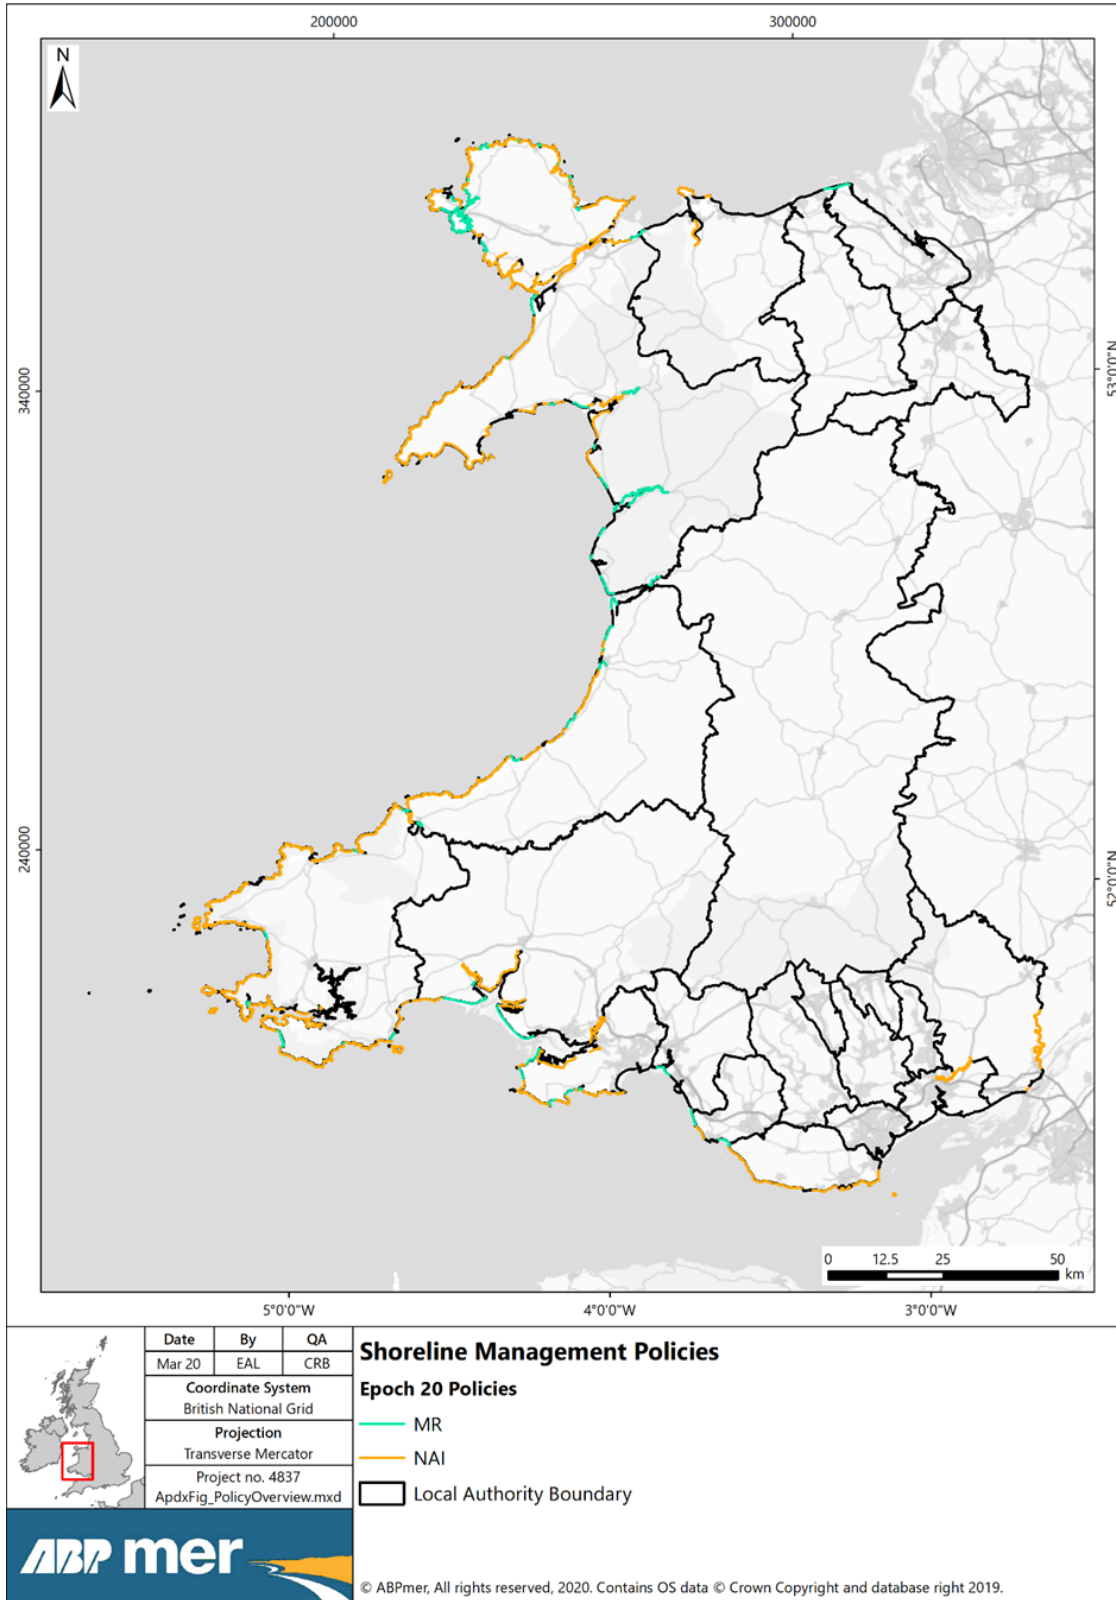 200000
300000
N
340000
53°0'0"N
240000
52°0'0"N
0 12.5 25 50
km
5°0'0"W
4°0'0"W
3°0'0"W
Date By QA
Mar 20 EAL CRB
Coordinate System
British National Grid
Projection
Transverse Mercator
Project no. 4837
ApdxFig_PolicyOverview.mxd
ABP mer
Shoreline Management Policies
Epoch 20 Policies
MR
NAI
Local Authority Boundary
© ABPmer, All rights reserved, 2020. Contains OS data © Crown Copyright and database right 2019.